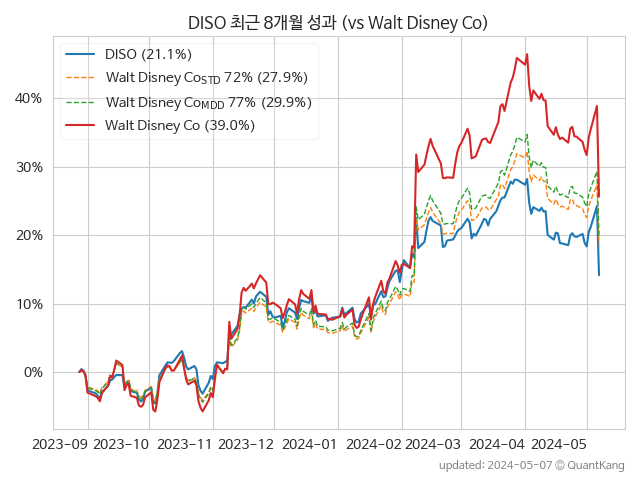 DISO 최근 8개월 성과 (vs Walt Disney Co)
DISO (21.1%)
Walt Disney CoSTD 72% (27.9%)
Walt Disney CoMDD 77% (29.9%)
Walt Disney Co (39.0%)
40%
30%
20%
10%
0%
2023-09 2023-10 2023-11 2023-12 2024-01 2024-02 2024-03 2024-04 2024-05
updated: 2024-05-07 © QuantKang